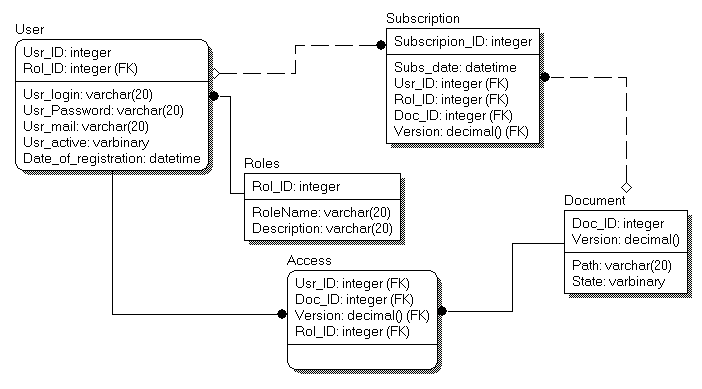 User
Usr_ID: integer
Rol_ID: integer (FK)
Usr_login: varchar(20)
Usr_Password: varchar(20)
Usr_mail: varchar(20)
Usr_active: varbinary
Date_of_registration: datetime
Subscription
Subscripion_ID: integer
Subs_date: datetime
Usr_ID: integer (FK)
Rol_ID: integer (FK)
Doc_ID: integer (FK)
Version: decimal() (FK)
Roles
Rol_ID: integer
RoleName: varchar(20)
Description: varchar(20)
Document
Doc_ID: integer
Version: decimal()
Path: varchar(20)
State: varbinary
Access
Usr_ID: integer (FK)
Doc_ID: integer (FK)
Version: decimal() (FK)
Rol_ID: integer (FK)